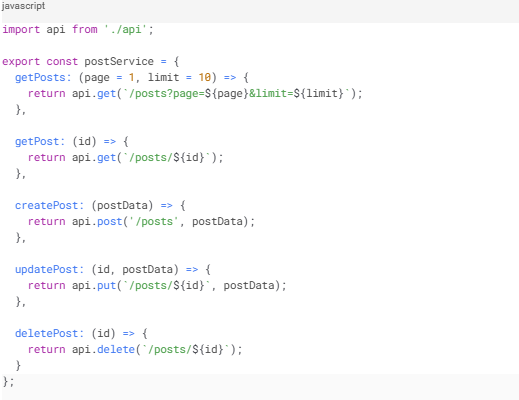 javascript
import api from './api';
export const postService = {
getPosts: (page = 1, limit = 10) => {
return api.get(`/posts?page=${page}&limit=${limit}`);
},
getPost: (id) => {
return api.get(`/posts/${id}`);
},
createPost: (postData) => {
return api.post('/posts', postData);
},
updatePost: (id, postData) => {
return api.put(`/posts/${id}`, postData);
},
deletePost: (id) => {
return api.delete(`/posts/${id}`);
}
};